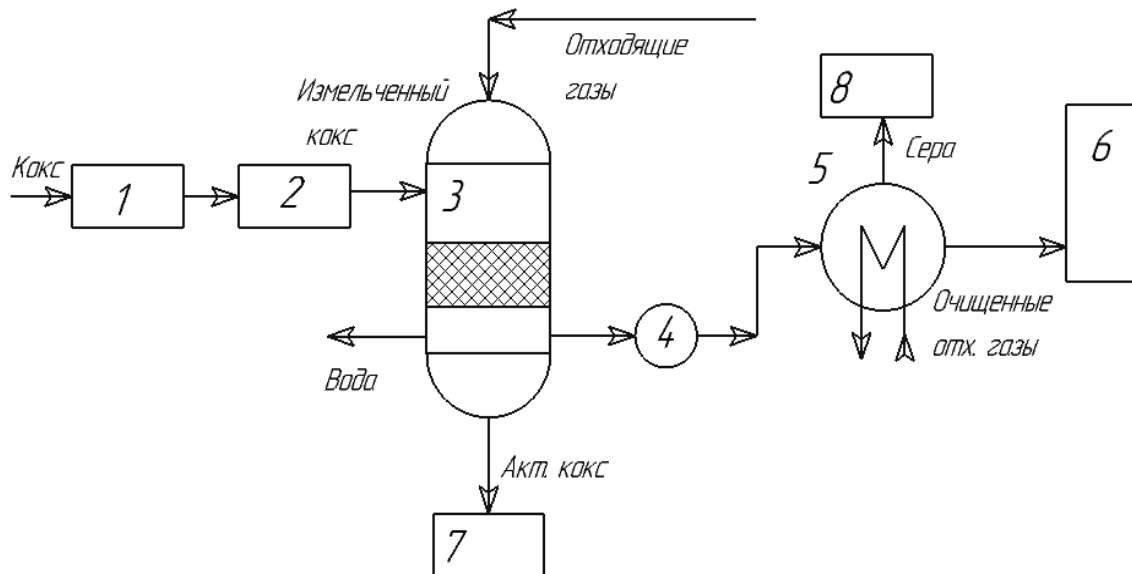 Отходящие
газы
Измельченный
кокс
Кокс
1
2
3
8
5
Сера
6
4
Очищенные
отх. газы
Вода
Акт. кокс
7